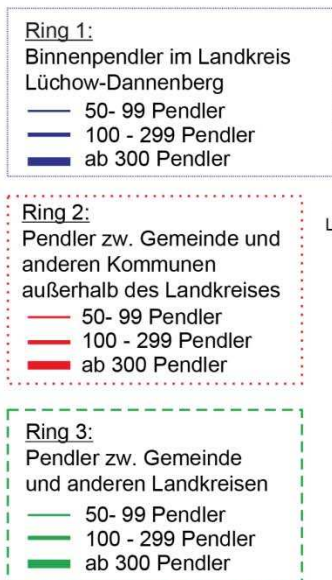 Ring 1:
Binnenpendler im Landkreis
Lüchow-Dannenberg
50- 99 Pendler
100 - 299 Pendler
ab 300 Pendler
Ring 2:
Pendler zw. Gemeinde und
anderen Kommunen
außerhalb des Landkreises
50- 99 Pendler
100 - 299 Pendler
ab 300 Pendler
L
Ring 3:
Pendler zw. Gemeinde
und anderen Landkreisen
50- 99 Pendler
100 - 299 Pendler
ab 300 Pendler